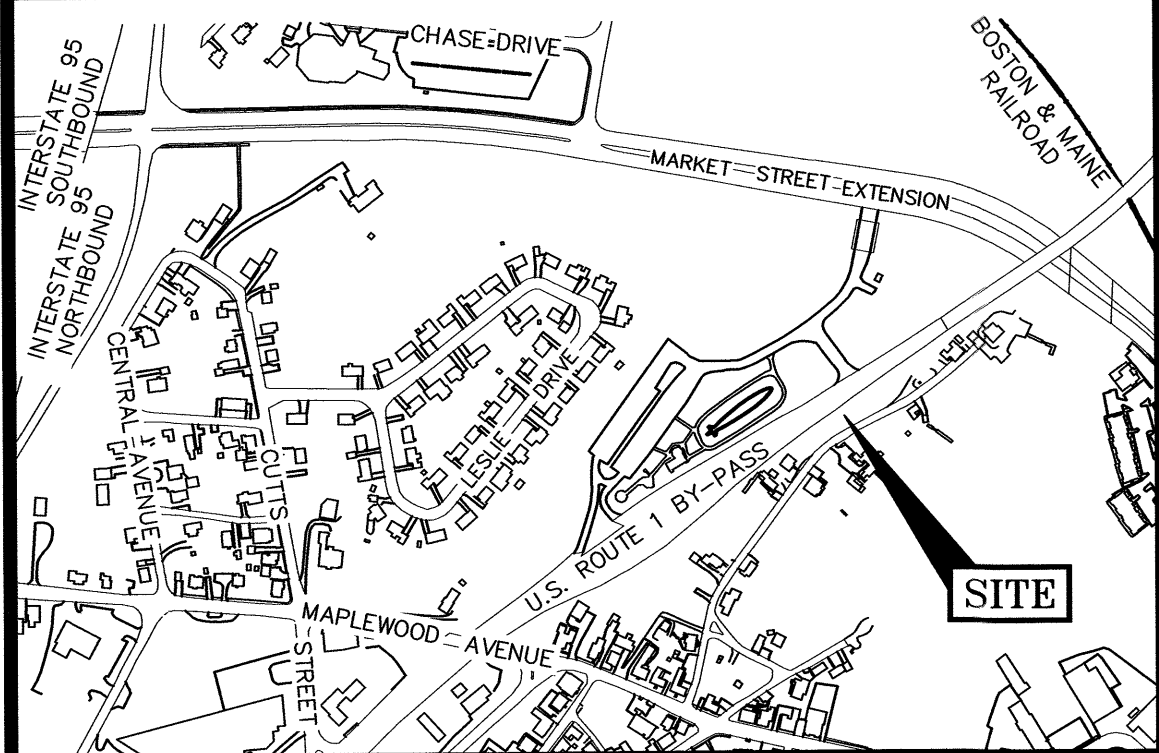 CHASE DRIVE
BOSTON & MAINE
RAILROAD
INTERSTATE 95
SOUTHBOUND
INTERSTATE 95
NORTHBOUND
MARKET STREET EXTENSION
CENTRAL AVENUE
CUTTS
STREET
LESLIE DRIVE
U.S. ROUTE 1 BY-PASS
MAPLEWOOD AVENUE
SITE